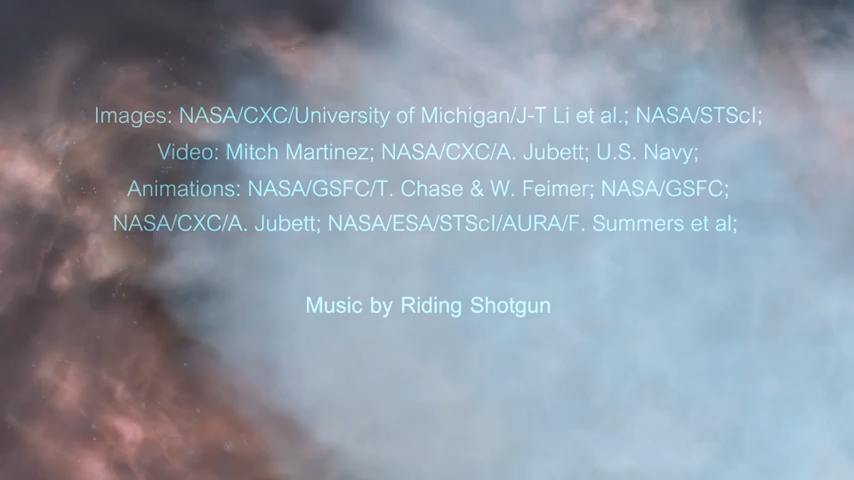 Images: NASA/CXC/University of Michigan/J-T Li et al.; NASA/STScI;
Video: Mitch Martinez; NASA/CXC/A. Jubett; U.S. Navy;
Animations: NASA/GSFC/T. Chase & W. Feimer; NASA/GSFC;
NASA/CXC/A. Jubett; NASA/ESA/STScI/AURA/F. Summers et al;
Music by Riding Shotgun